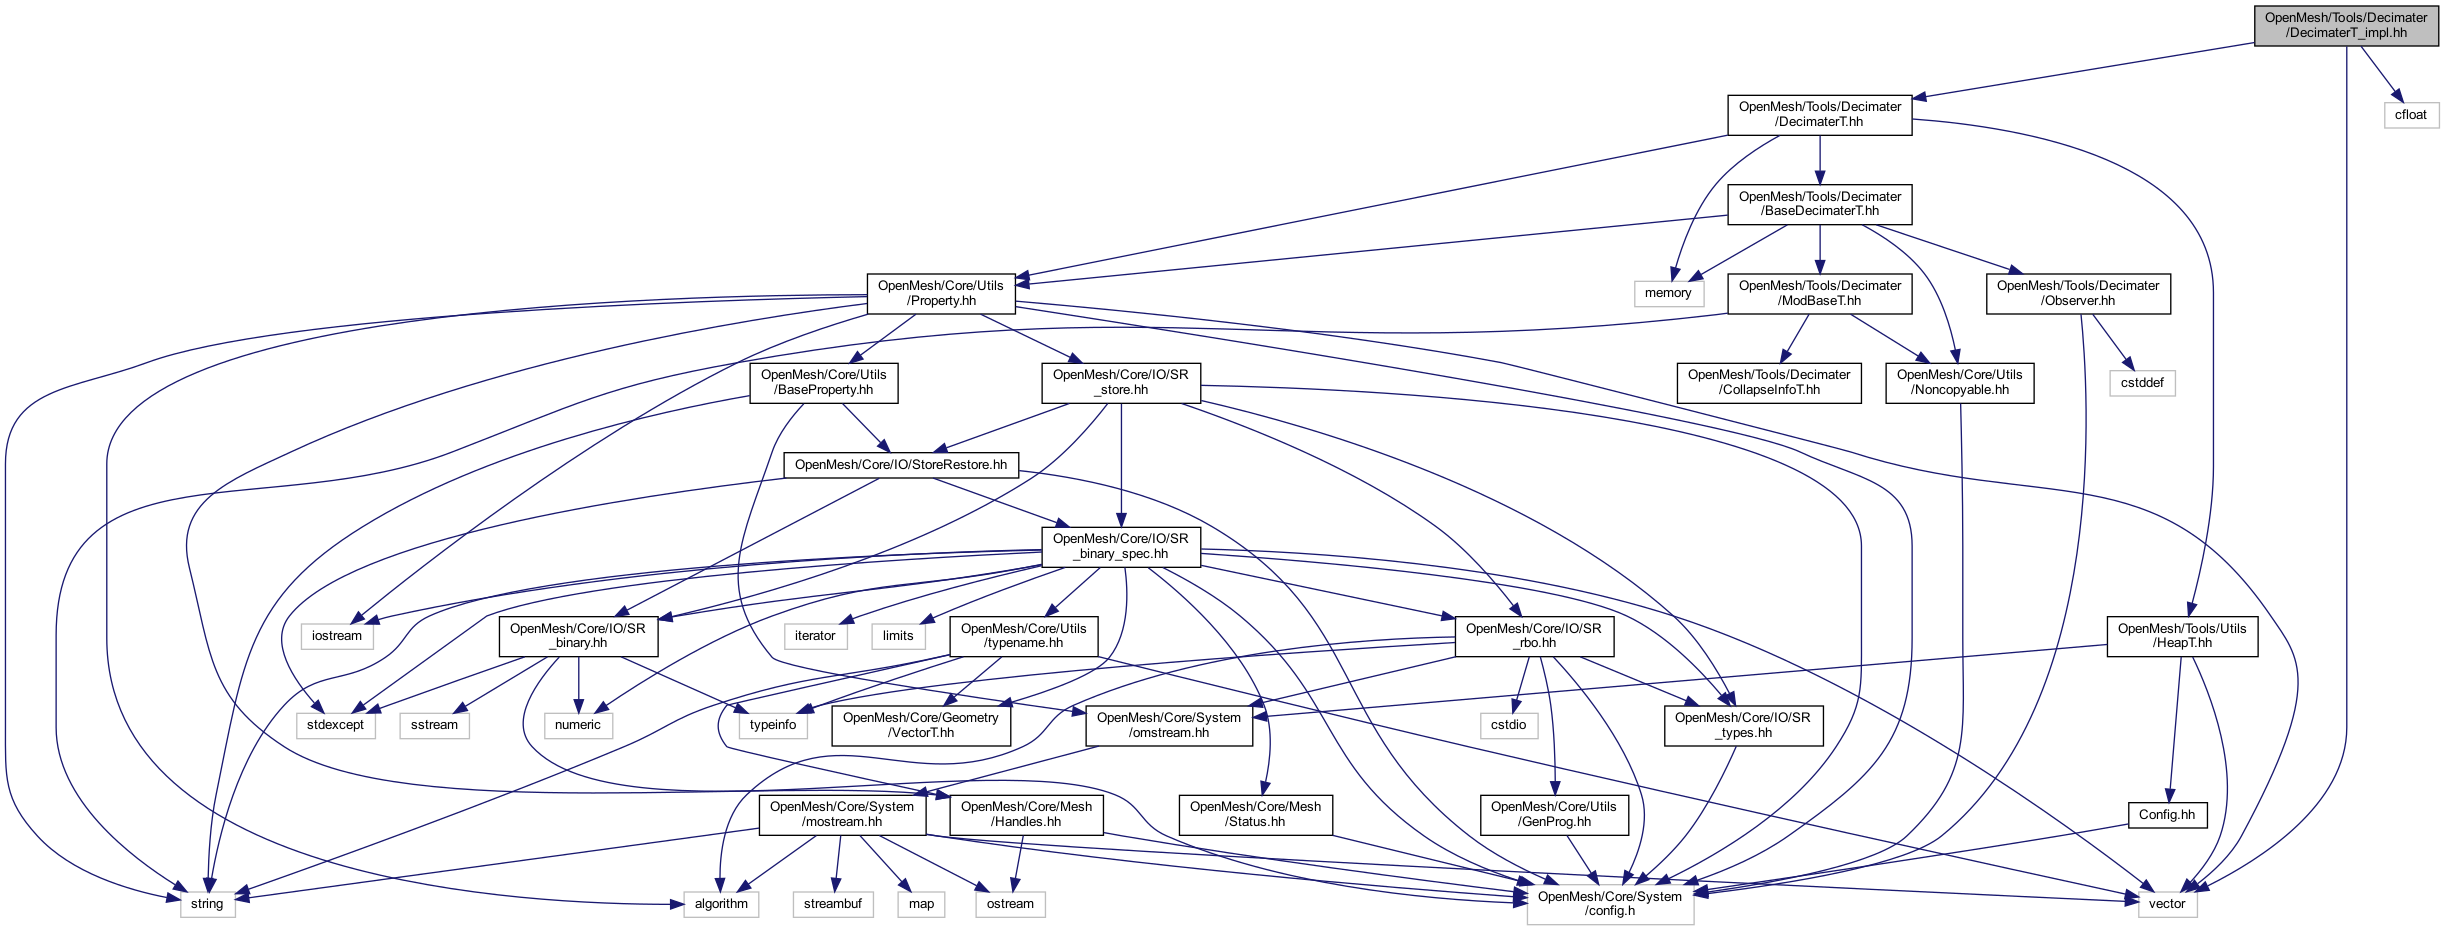 OpenMesh/Tools/Decimater
/DecimaterT_impl.hh
OpenMesh/Tools/Decimater
/DecimaterT.hh
cfloat
OpenMesh/Tools/Decimater
/BaseDecimaterT.hh
OpenMesh/Core/Utils
/Property.hh
memory
OpenMesh/Tools/Decimater
/ModBaseT.hh
OpenMesh/Tools/Decimater
/Observer.hh
OpenMesh/Core/Utils
/BaseProperty.hh
OpenMesh/Core/IO/SR
_store.hh
OpenMesh/Tools/Decimater
/CollapseInfoT.hh
OpenMesh/Core/Utils
/Noncopyable.hh
cstddef
OpenMesh/Core/IO/StoreRestore.hh
OpenMesh/Core/IO/SR
_binary_spec.hh
iostream
OpenMesh/Core/IO/SR
_binary.hh
iterator
limits
OpenMesh/Core/Utils
/typename.hh
OpenMesh/Core/IO/SR
_rbo.hh
OpenMesh/Tools/Utils
/HeapT.hh
stdexcept
sstream
numeric
typeinfo
OpenMesh/Core/Geometry
/VectorT.hh
OpenMesh/Core/System
/omstream.hh
cstdio
OpenMesh/Core/IO/SR
_types.hh
OpenMesh/Core/System
/mostream.hh
OpenMesh/Core/Mesh
/Handles.hh
OpenMesh/Core/Mesh
/Status.hh
OpenMesh/Core/Utils
/GenProg.hh
Config.hh
string
algorithm
streambuf
map
ostream
OpenMesh/Core/System
/config.h
vector